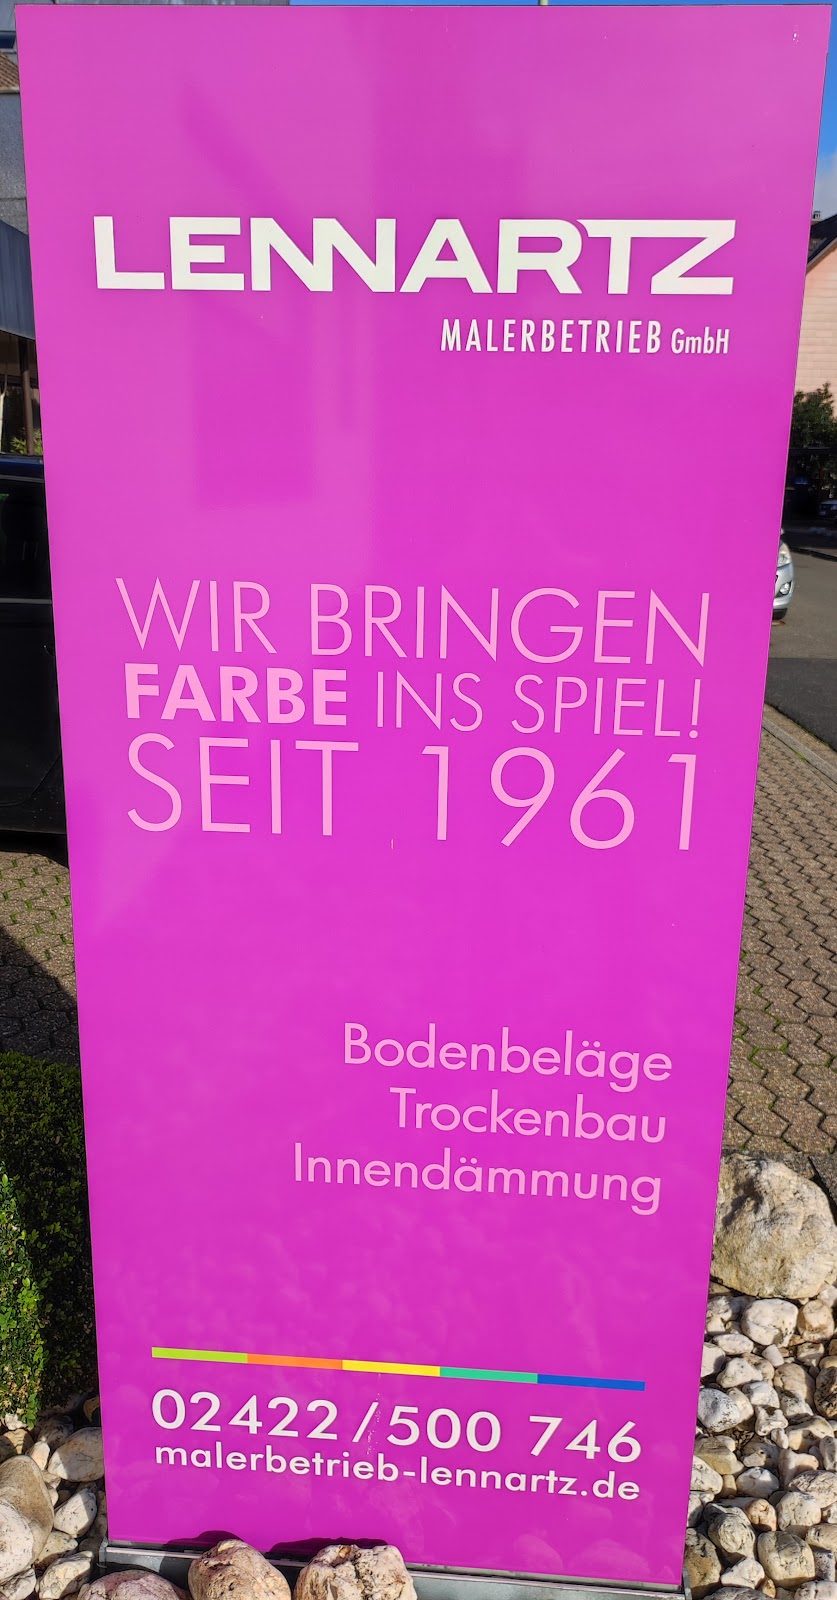 LENNARTZ
MALERBETRIEB GmbH
WIR BRINGEN
FARBE INS SPIEL!
SEIT 1961
Bodenbeläge
Trockenbau
Innendämmung
02422/500 746
malerbetrieb-lennartz.de